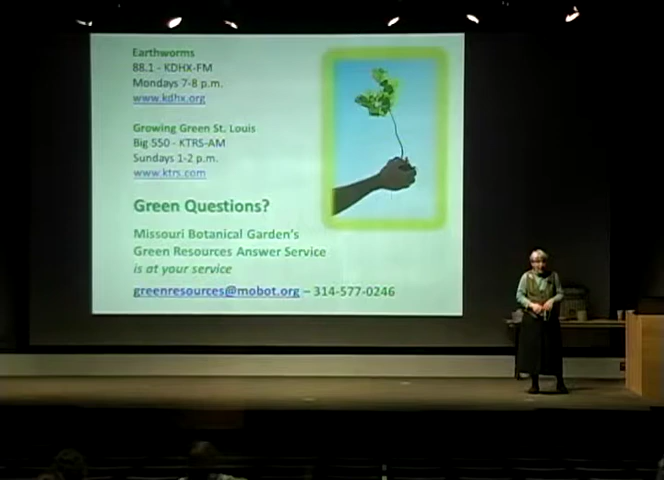 Earthworms
88.1 - KDHX-FM
Mondays 7-8 p.m.
www.kdhx.org
Growing Green St. Louis
Big 550 - KTRS-AM
Sundays 1-2 p.m.
www.ktrs.com
Green Questions?
Missouri Botanical Garden's
Green Resources Answer Service
is at your service
greenresources@mobot.org – 314-577-0246